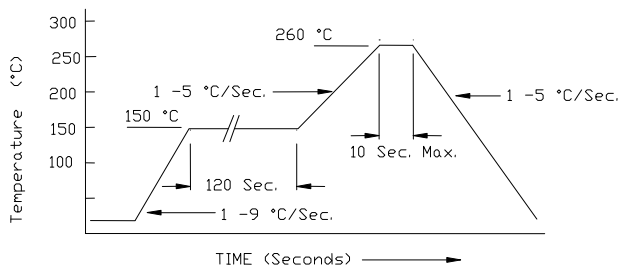 300
260 °C
250
1 -5 °C/Sec.
1 -5 °C/Sec.
200
150 °C
150
10 Sec. Max.
100
120 Sec.
1 -9 °C/Sec.
Temperature (°C)
TIME (Seconds)